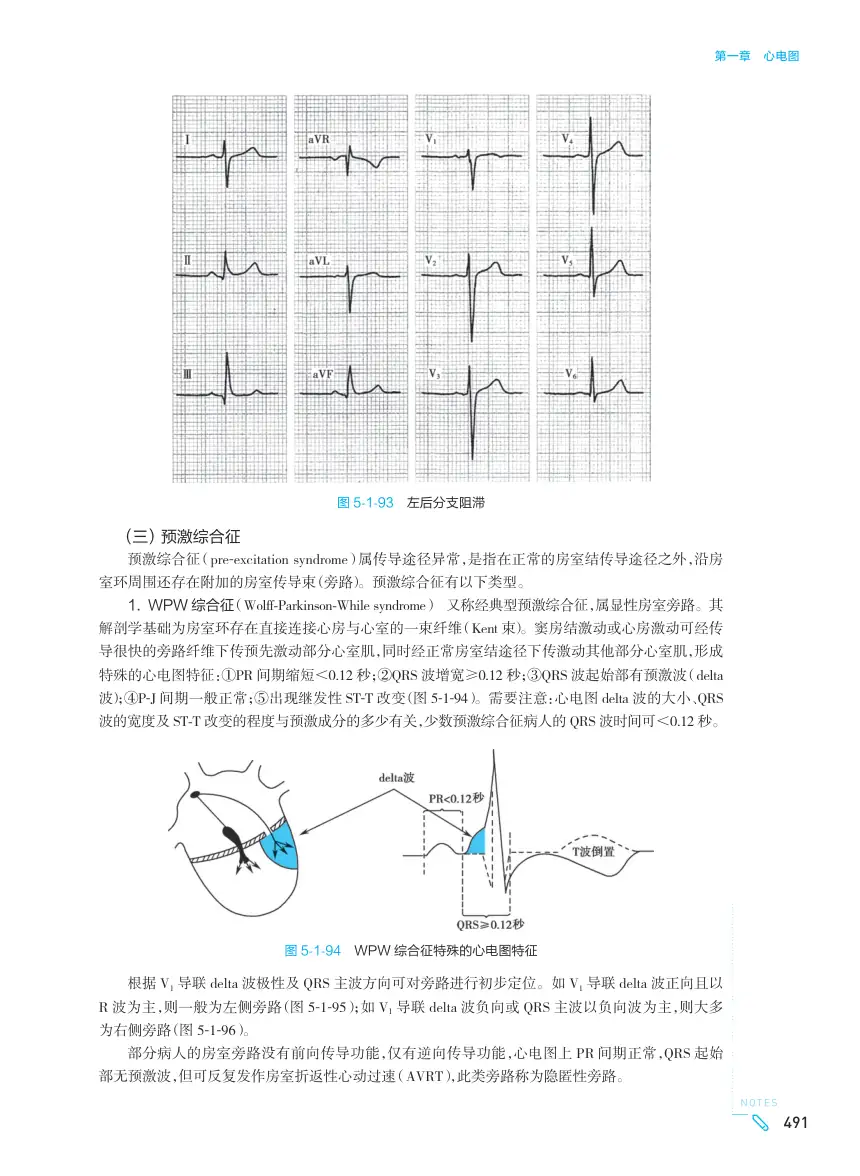 第一章 心电图
Ⅰ aVR V₁ V₄
Ⅱ aVL V₂ V₅
Ⅲ aVF V₃ V₆
图 5-1-93 左后分支阻滞
（三）预激综合征
预激综合征（pre-excitation syndrome）属传导途径异常，是指在正常的房室结传导途径之外，沿房
室环周围还存在附加的房室传导束（旁路）。预激综合征有以下类型。
1. WPW 综合征（Wolff-Parkinson-While syndrome） 又称经典型预激综合征，属显性房室旁路。其
解剖学基础为房室环存在直接连接心房与心室的一束纤维（Kent 束）。窦房结激动或心房激动可经传
导很快的旁路纤维下传预先激动部分心室肌，同时经正常房室结途径下传激动其他部分心室肌，形成
特殊的心电图特征：①PR 间期缩短＜0.12 秒；②QRS 波增宽≥0.12 秒；③QRS 波起始部有预激波（delta
波）；④P-J 间期一般正常；⑤出现继发性 ST-T 改变（图 5-1-94）。需要注意：心电图 delta 波的大小、QRS
波的宽度及 ST-T 改变的程度与预激成分的多少有关，少数预激综合征病人的 QRS 波时间可＜0.12 秒。
delta波
PR<0.12秒
T波倒置
QRS≥0.12秒
图 5-1-94 WPW 综合征特殊的心电图特征
根据 V₁ 导联 delta 波极性及 QRS 主波方向可对旁路进行初步定位。如 V₁ 导联 delta 波正向且以
R 波为主，则一般为左侧旁路（图 5-1-95）；如 V₁ 导联 delta 波负向或 QRS 主波以负向波为主，则大多
为右侧旁路（图 5-1-96）。
部分病人的房室旁路没有前向传导功能，仅有逆向传导功能，心电图上 PR 间期正常，QRS 起始
部无预激波，但可反复发作房室折返性心动过速（AVRT），此类旁路称为隐匿性旁路。
NOTES
491